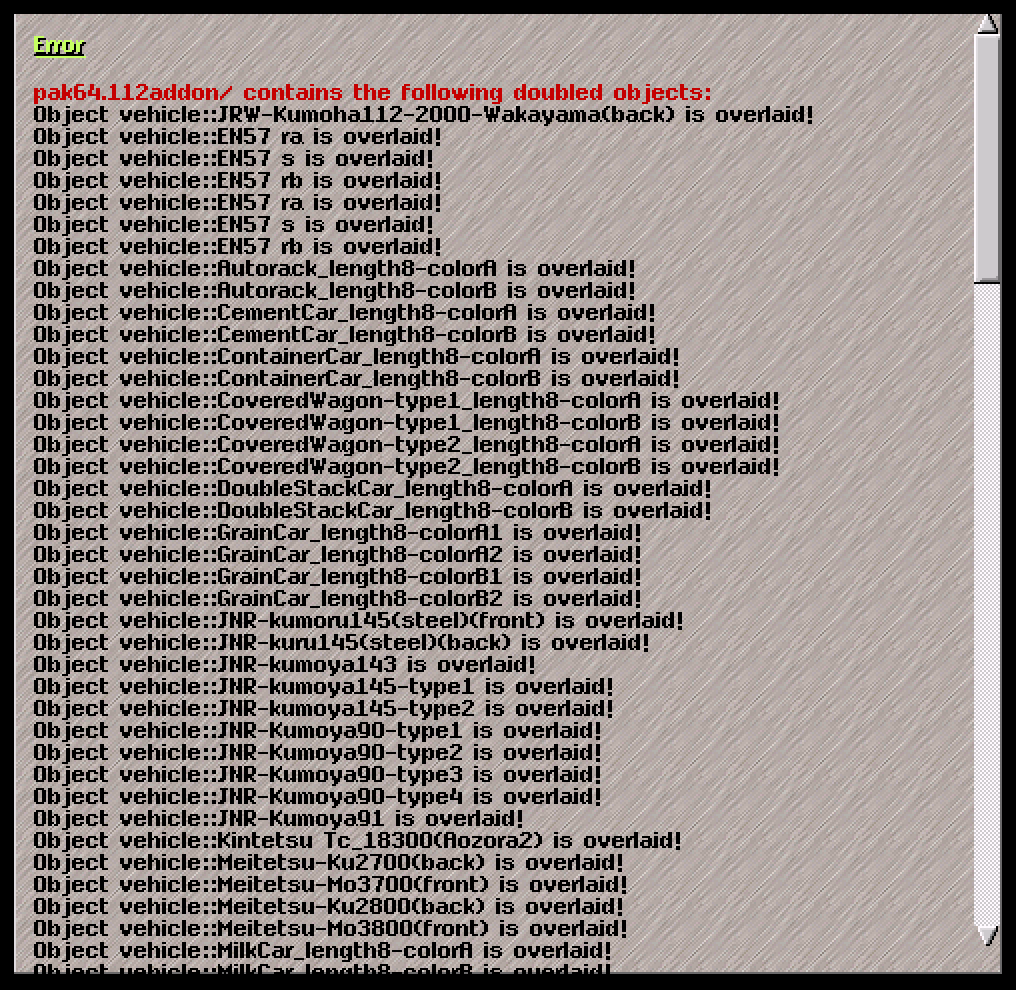 Error
pak64.112addon/ contains the following doubled objects:
Object vehicle::JRW-Kumoha112-2000-Wakayama(back) is overlaid!
Object vehicle::EN57 ra is overlaid!
Object vehicle::EN57 s is overlaid!
Object vehicle::EN57 rb is overlaid!
Object vehicle::EN57 ra is overlaid!
Object vehicle::EN57 s is overlaid!
Object vehicle::EN57 rb is overlaid!
Object vehicle::Autorack_length8-colorA is overlaid!
Object vehicle::Autorack_length8-colorB is overlaid!
Object vehicle::CementCar_length8-colorA is overlaid!
Object vehicle::CementCar_length8-colorB is overlaid!
Object vehicle::ContainerCar_length8-colorA is overlaid!
Object vehicle::ContainerCar_length8-colorB is overlaid!
Object vehicle::CoveredWagon-type1_length8-colorA is overlaid!
Object vehicle::CoveredWagon-type1_length8-colorB is overlaid!
Object vehicle::CoveredWagon-type2_length8-colorA is overlaid!
Object vehicle::CoveredWagon-type2_length8-colorB is overlaid!
Object vehicle::DoubleStackCar_length8-colorA is overlaid!
Object vehicle::DoubleStackCar_length8-colorB is overlaid!
Object vehicle::GrainCar_length8-colorA1 is overlaid!
Object vehicle::GrainCar_length8-colorA2 is overlaid!
Object vehicle::GrainCar_length8-colorB1 is overlaid!
Object vehicle::GrainCar_length8-colorB2 is overlaid!
Object vehicle::JNR-kumoru145(steel)(front) is overlaid!
Object vehicle::JNR-kuru145(steel)(back) is overlaid!
Object vehicle::JNR-kumoya143 is overlaid!
Object vehicle::JNR-kumoya145-type1 is overlaid!
Object vehicle::JNR-kumoya145-type2 is overlaid!
Object vehicle::JNR-Kumoya90-type1 is overlaid!
Object vehicle::JNR-Kumoya90-type2 is overlaid!
Object vehicle::JNR-Kumoya90-type3 is overlaid!
Object vehicle::JNR-Kumoya90-type4 is overlaid!
Object vehicle::JNR-Kumoya91 is overlaid!
Object vehicle::Kintetsu Tc_18300(Aozora2) is overlaid!
Object vehicle::Meitetsu-Ku2700(back) is overlaid!
Object vehicle::Meitetsu-Mo3700(front) is overlaid!
Object vehicle::Meitetsu-Ku2800(back) is overlaid!
Object vehicle::Meitetsu-Mo3800(front) is overlaid!
Object vehicle::MilkCar_length8-colorA is overlaid!
Object vehicle::MilkCar_length8-colorB is overlaid!